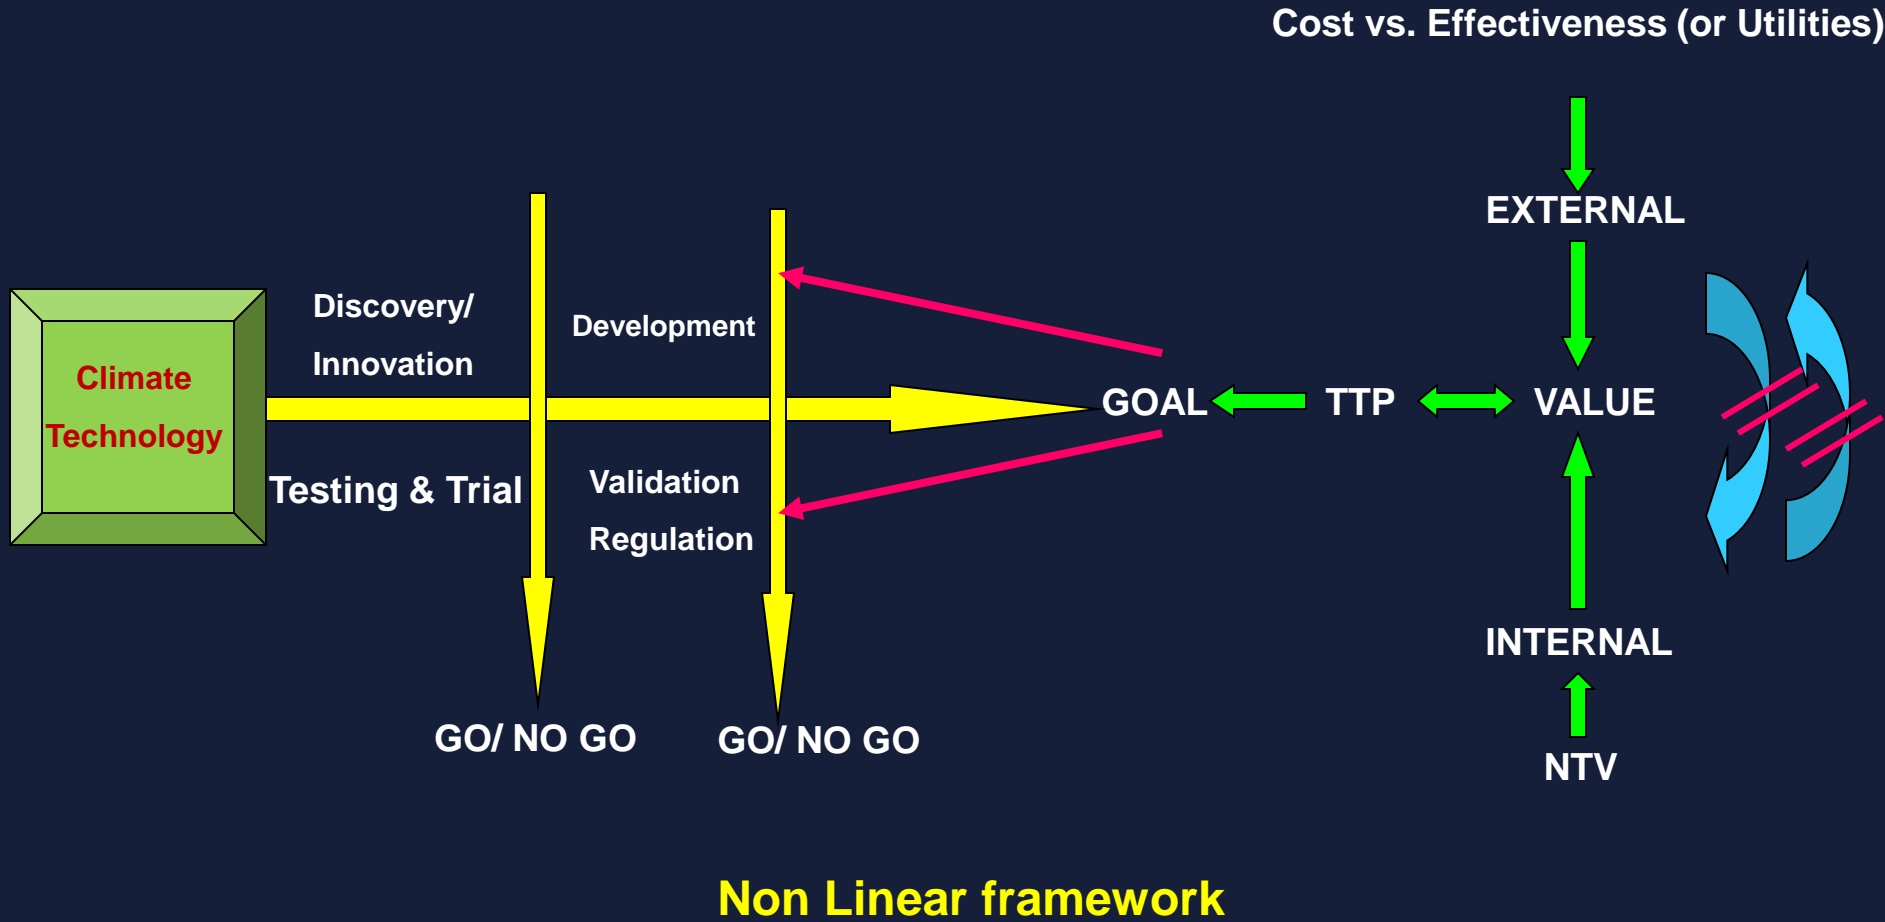 Cost vs. Effectiveness (or Utilities)
EXTERNAL
Discovery/
Innovation
Development
Climate
Technology
GOAL
TTP
VALUE
Testing & Trial
Validation
Regulation
INTERNAL
GO/ NO GO
GO/ NO GO
NTV
Non Linear framework